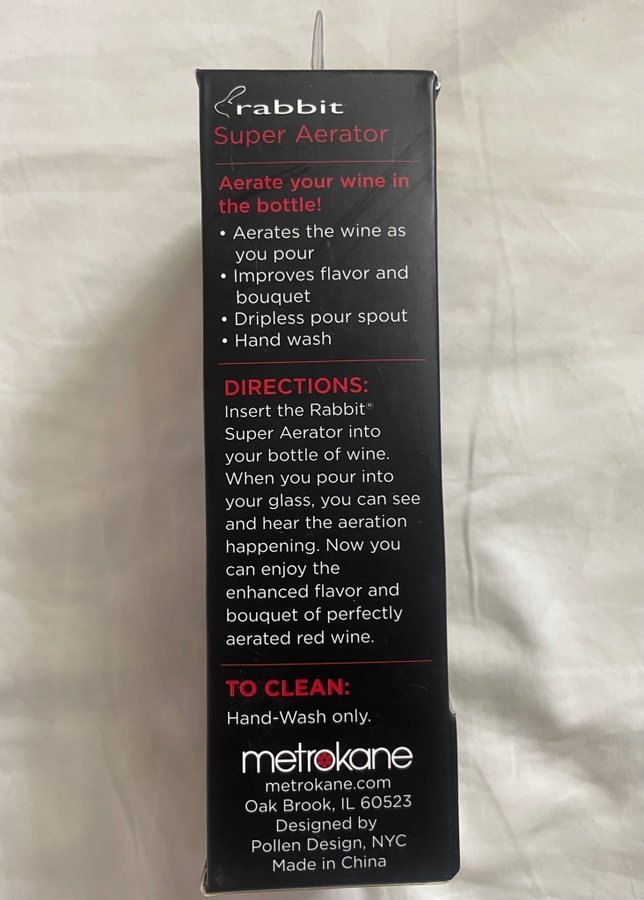 rabbit
Super Aerator
Aerate your wine in
the bottle!
• Aerates the wine as
you pour
• Improves flavor and
bouquet
• Dripless pour spout
• Hand wash
DIRECTIONS:
Insert the Rabbit®
Super Aerator into
your bottle of wine.
When you pour into
your glass, you can see
and hear the aeration
happening. Now you
can enjoy the
enhanced flavor and
bouquet of perfectly
aerated red wine.
TO CLEAN:
Hand-Wash only.
metrokane
metrokane.com
Oak Brook, IL 60523
Designed by
Pollen Design, NYC
Made in China